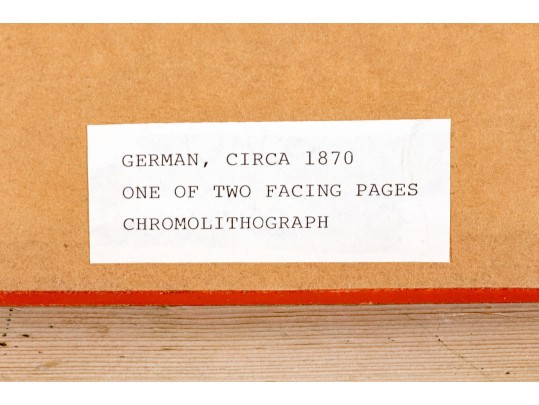 GERMAN, CIRCA 1870
ONE OF TWO FACING PAGES
CHROMOLITHOGRAPH